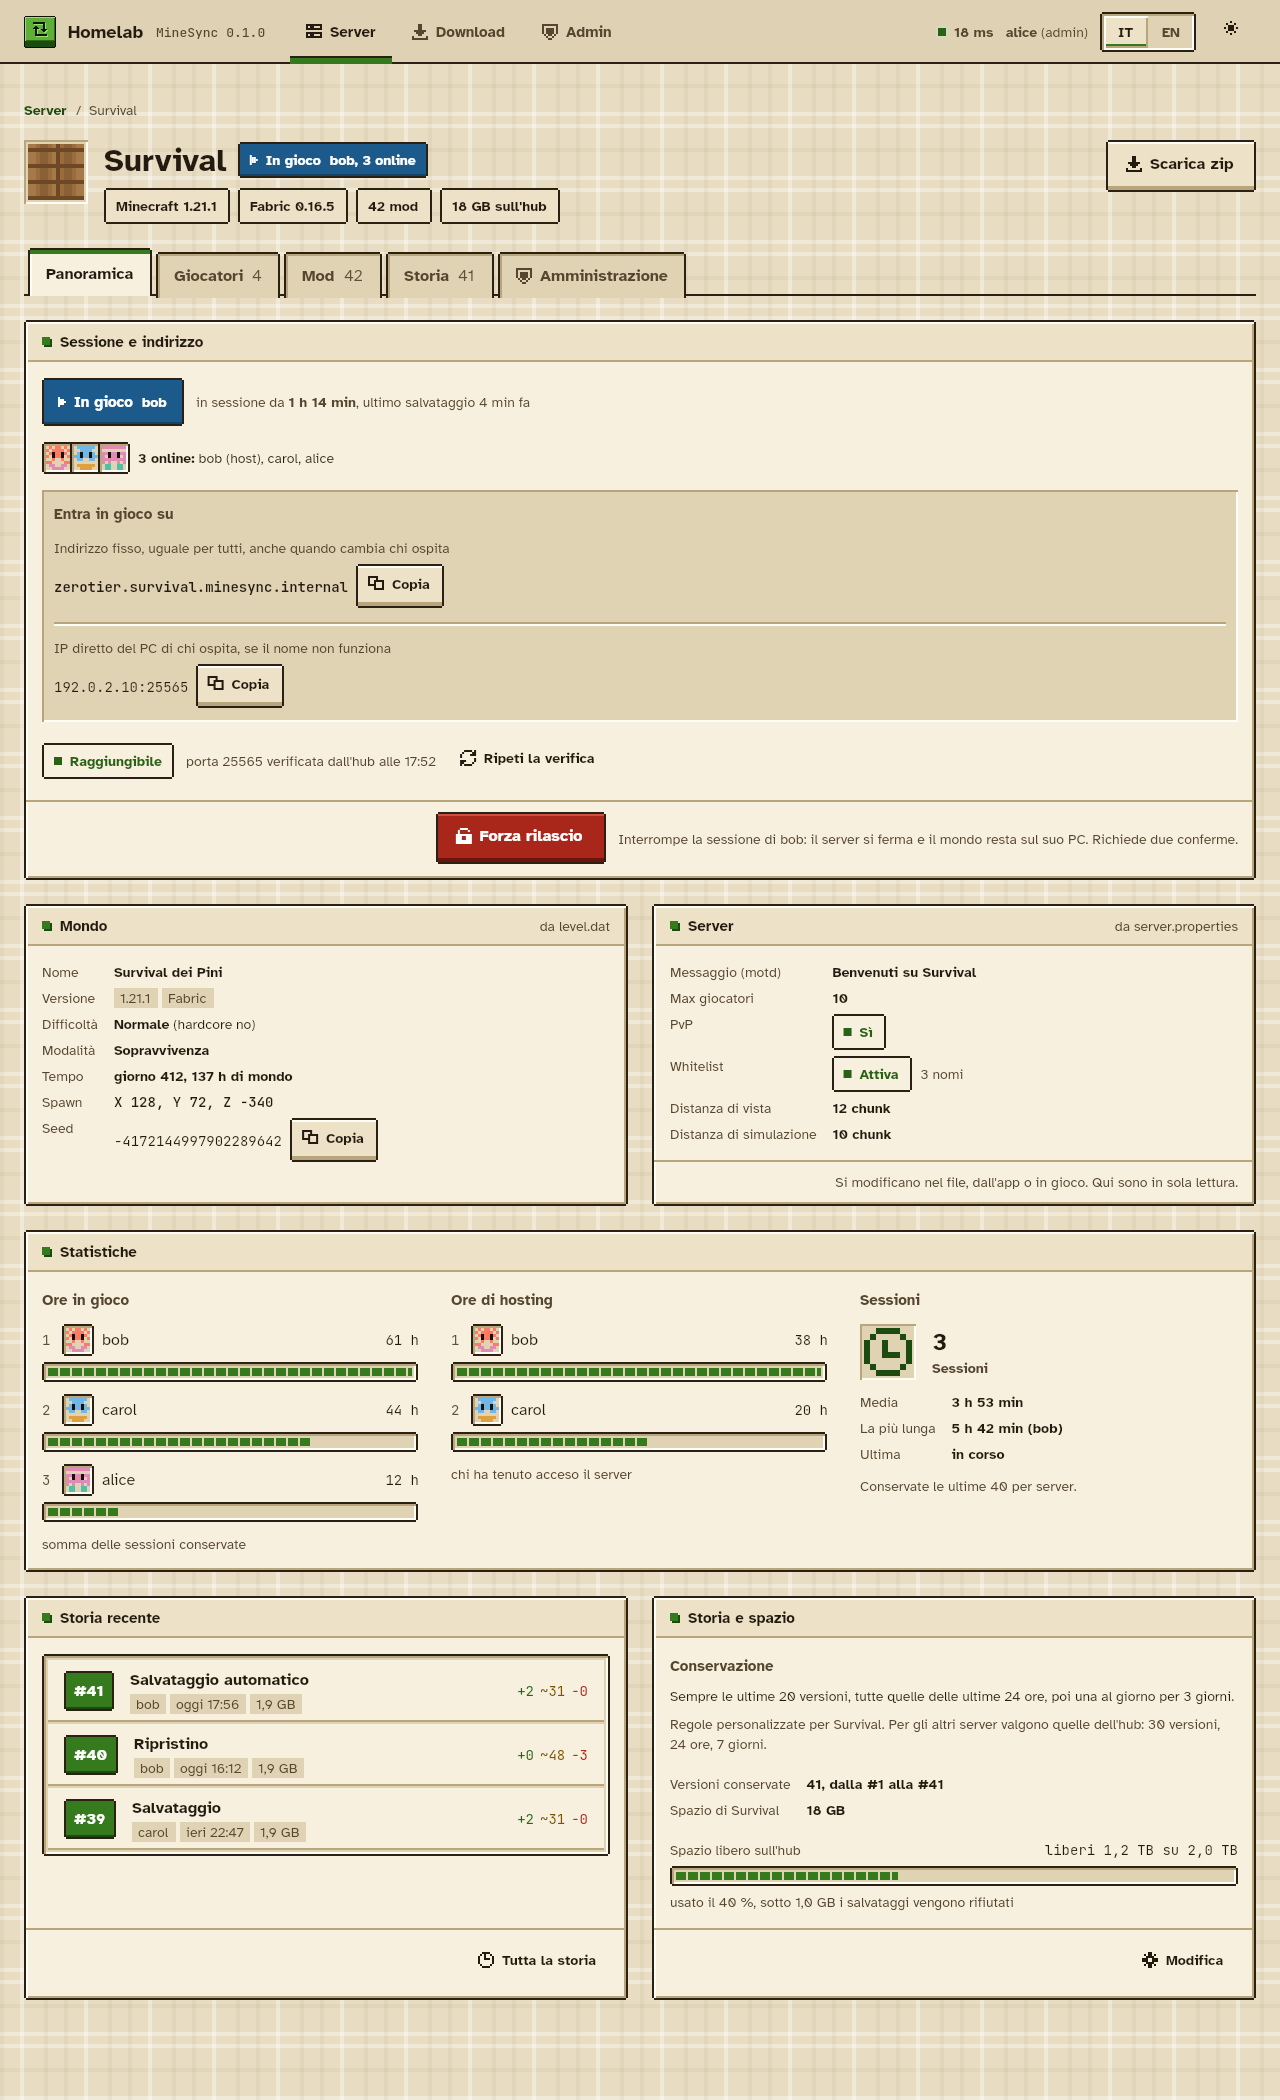 Homelab MineSync 0.1.0 Server Download Admin 18 ms alice (admin) IT EN
Server / Survival
Survival In gioco bob, 3 online Scarica zip
Minecraft 1.21.1 Fabric 0.16.5 42 mod 18 GB sull'hub
Panoramica Giocatori 4 Mod 42 Storia 41 Amministrazione
Sessione e indirizzo
In gioco bob in sessione da 1 h 14 min, ultimo salvataggio 4 min fa
3 online: bob (host), carol, alice
Entra in gioco su
Indirizzo fisso, uguale per tutti, anche quando cambia chi ospita
zerotier.survival.minesync.internal Copia
IP diretto del PC di chi ospita, se il nome non funziona
192.0.2.10:25565 Copia
Raggiungibile porta 25565 verificata dall'hub alle 17:52 Ripeti la verifica
Forza rilascio Interrompe la sessione di bob: il server si ferma e il mondo resta sul suo PC. Richiede due conferme.
Mondo da level.dat
Nome Survival dei Pini
Versione 1.21.1 Fabric
Difficoltà Normale (hardcore no)
Modalità Sopravvivenza
Tempo giorno 412, 137 h di mondo
Spawn X 128, Y 72, Z -340
Seed -4172144997902289642 Copia
Server da server.properties
Messaggio (motd) Benvenuti su Survival
Max giocatori 10
PvP Sì
Whitelist Attiva 3 nomi
Distanza di vista 12 chunk
Distanza di simulazione 10 chunk
Si modificano nel file, dall'app o in gioco. Qui sono in sola lettura.
Statistiche
Ore in gioco
1 bob 61 h
2 carol 44 h
3 alice 12 h
somma delle sessioni conservate
Ore di hosting
1 bob 38 h
2 carol 20 h
chi ha tenuto acceso il server
Sessioni
3
Sessioni
Media 3 h 53 min
La più lunga 5 h 42 min (bob)
Ultima in corso
Conservate le ultime 40 per server.
Storia recente
#41 Salvataggio automatico +2 ~31 -0
bob oggi 17:56 1,9 GB
#40 Ripristino +0 ~48 -3
bob oggi 16:12 1,9 GB
#39 Salvataggio +2 ~31 -0
carol ieri 22:47 1,9 GB
Tutta la storia
Storia e spazio
Conservazione
Sempre le ultime 20 versioni, tutte quelle delle ultime 24 ore, poi una al giorno per 3 giorni.
Regole personalizzate per Survival. Per gli altri server valgono quelle dell'hub: 30 versioni,
24 ore, 7 giorni.
Versioni conservate 41, dalla #1 alla #41
Spazio di Survival 18 GB
Spazio libero sull'hub liberi 1,2 TB su 2,0 TB
usato il 40 %, sotto 1,0 GB i salvataggi vengono rifiutati
Modifica